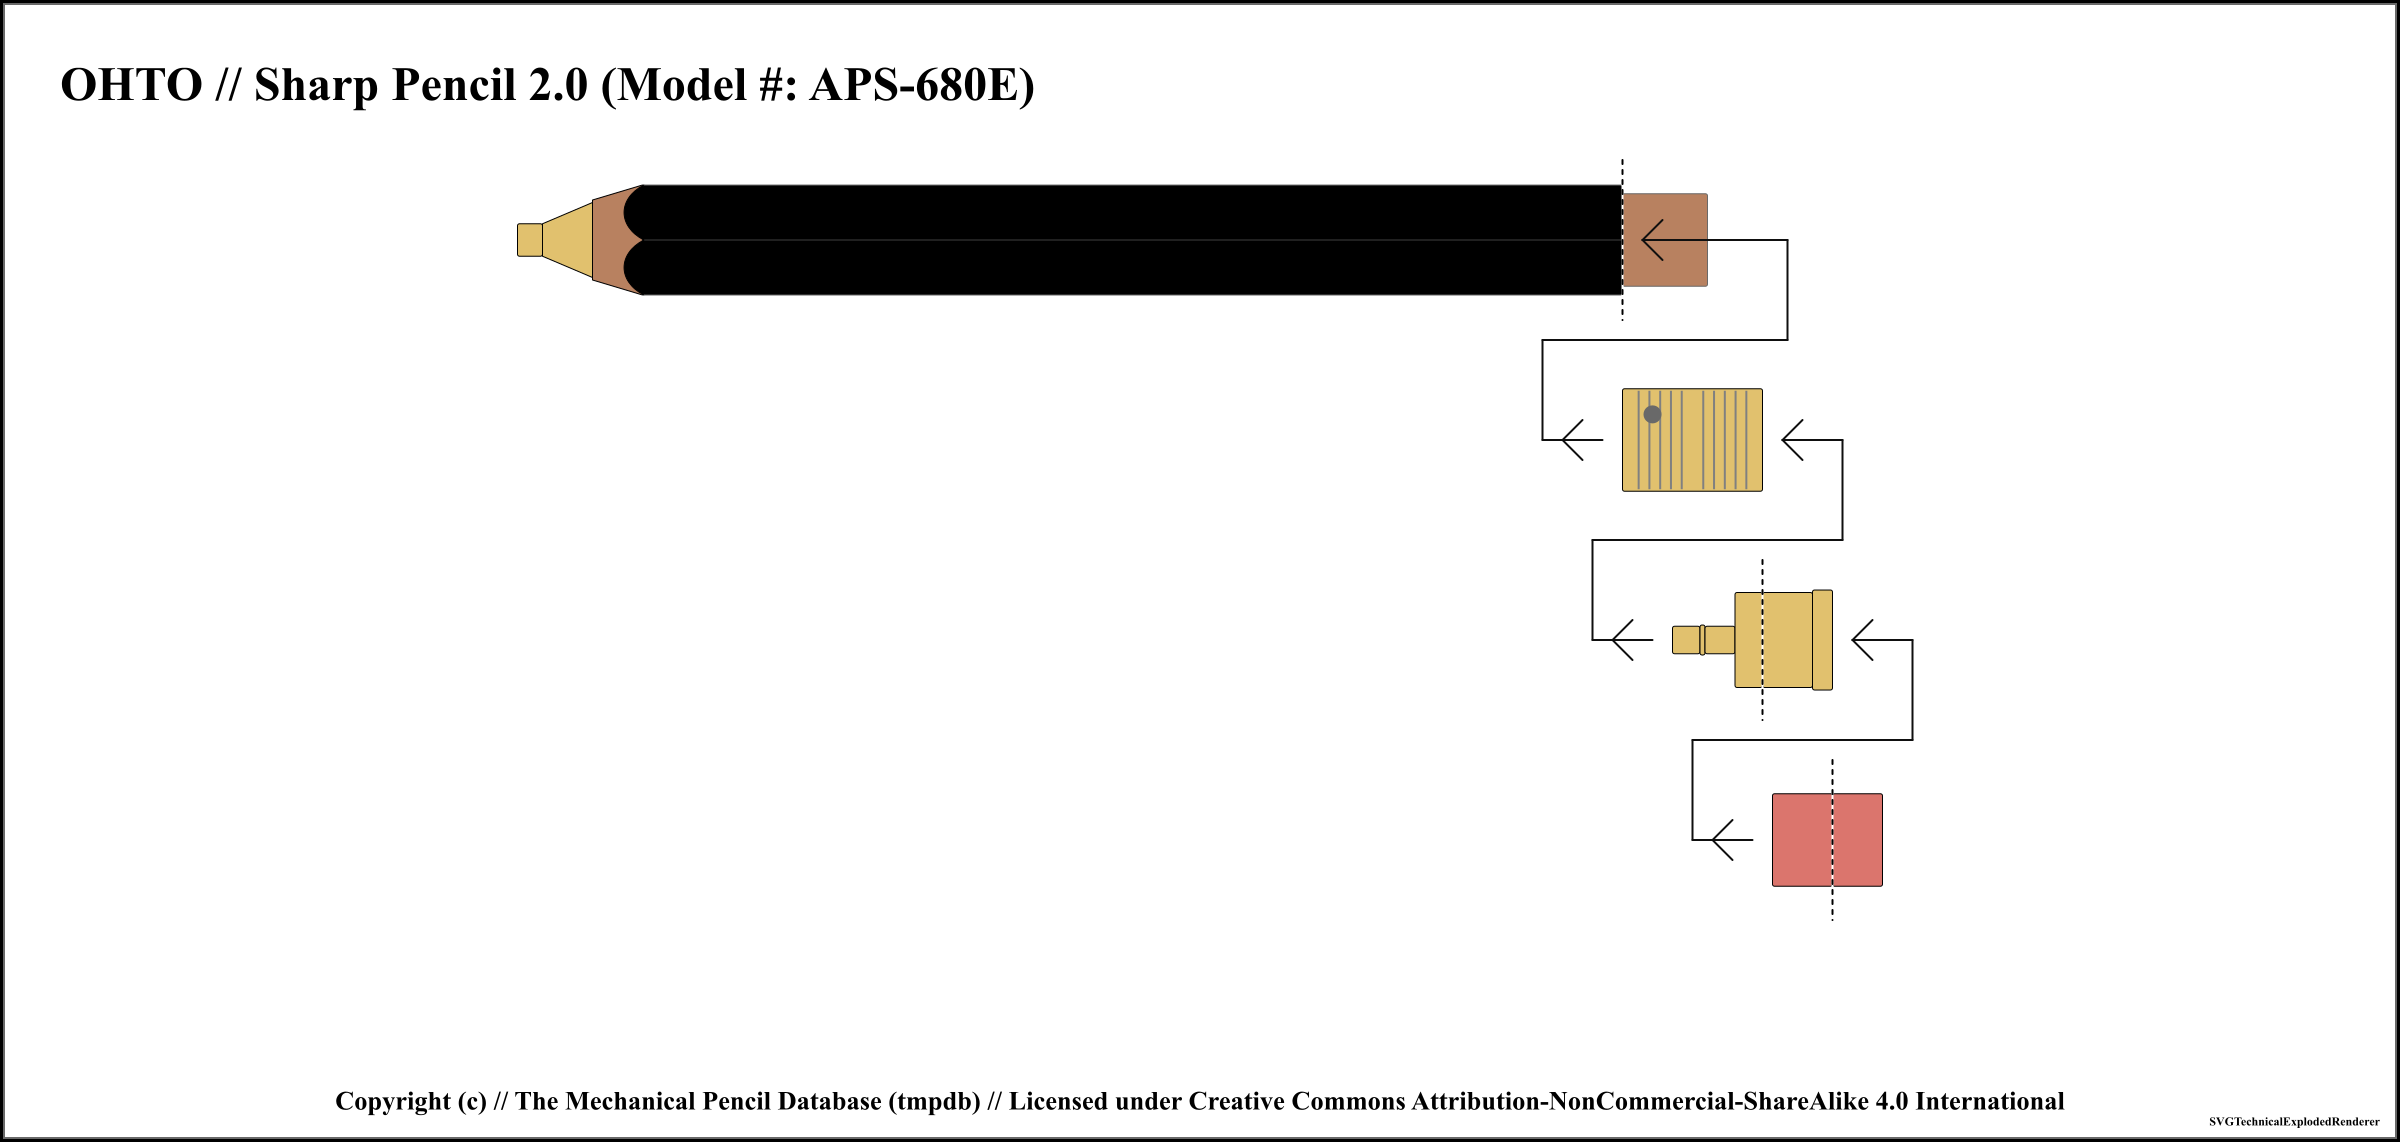 OHTO // Sharp Pencil 2.0 (Model #: APS-680E)
Copyright (c) // The Mechanical Pencil Database (tmpdb) // Licensed under Creative Commons Attribution-NonCommercial-ShareAlike 4.0 International
SVGTechnicalExplodedRenderer